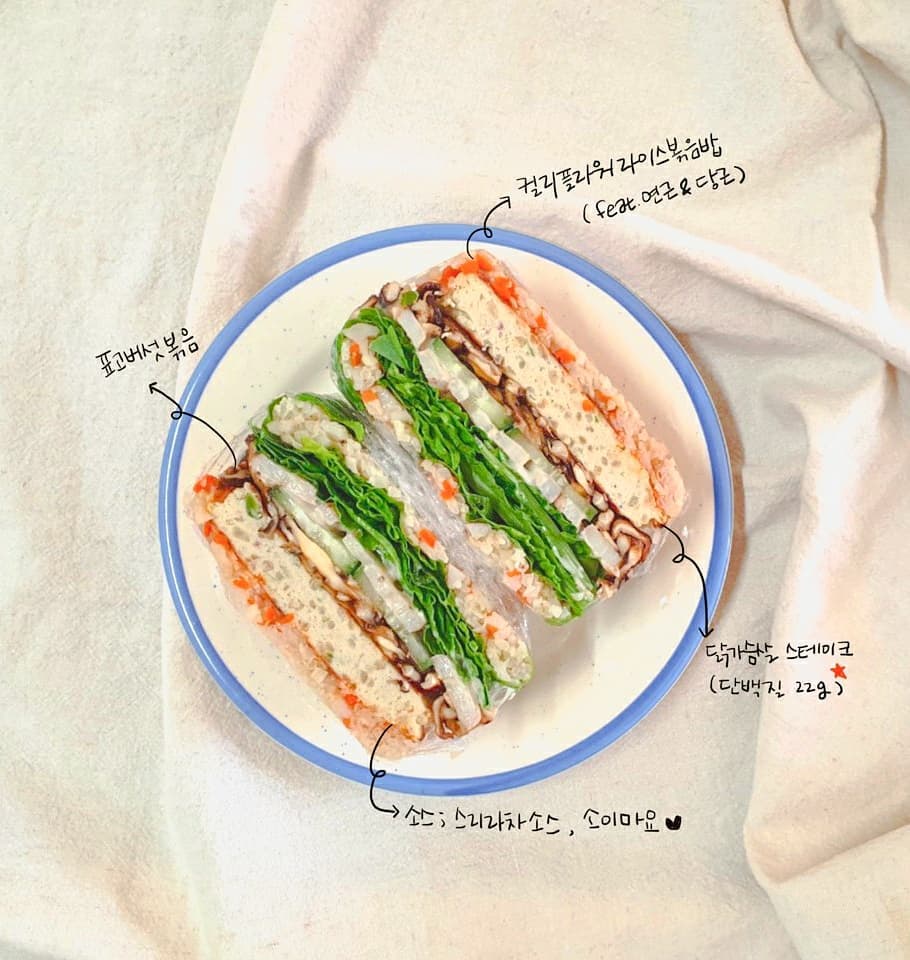 컬리플라워라이스볶음밥
(feat.연근&당근)
표고버섯볶음
닭가슴살 스테이크
(단백질 22g)
소스; 스리라차소스, 소이마요